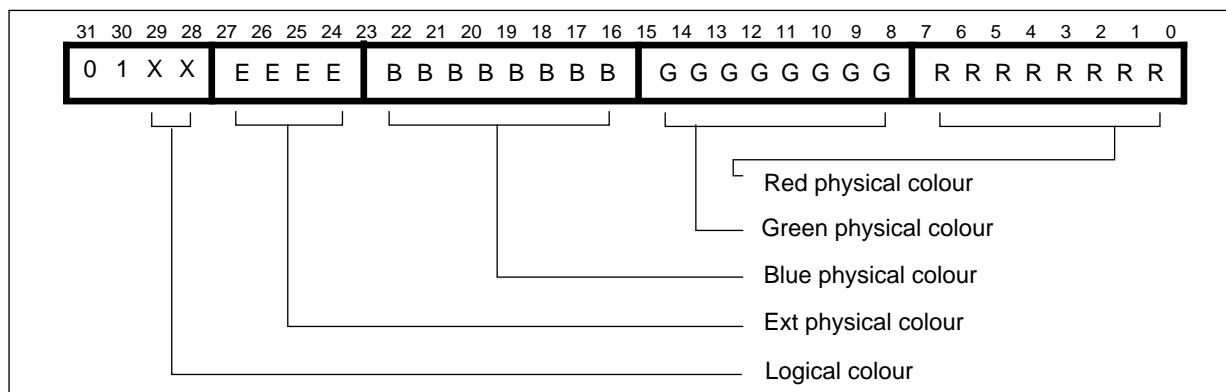 31 30 29 28 27 26 25 24 23 22 21 20 19 18 17 16 15 14 13 12 11 10 9 8 7 6 5 4 3 2 1 0
0 1 X X E E E E B B B B B B B B G G G G G G G G R R R R R R R R
Red physical colour
Green physical colour
Blue physical colour
Ext physical colour
Logical colour